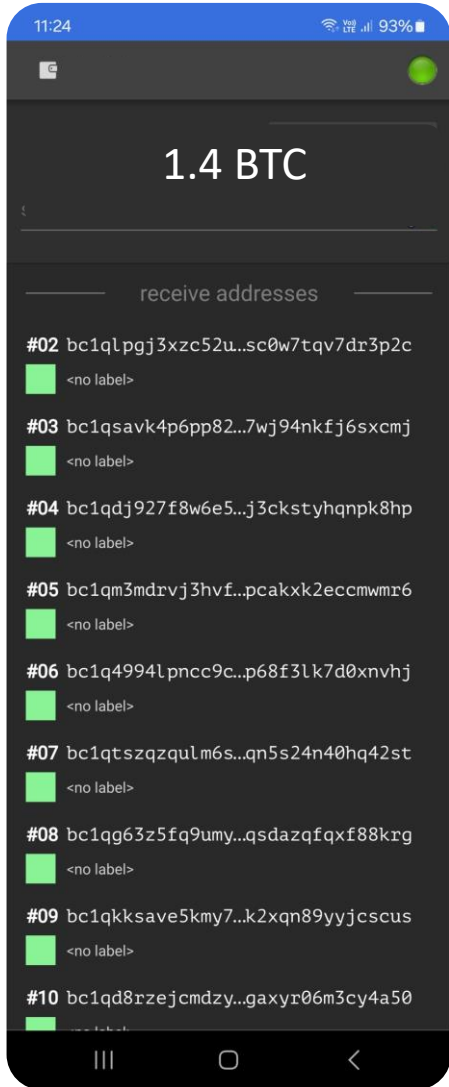 11:24 VoD LTE 93%
1.4 BTC
receive addresses
#02 bc1qlpgj3xzc52u…sc0w7tqv7dr3p2c
<no label>
#03 bc1qsavk4p6pp82…7wj94nkfj6sxcmj
<no label>
#04 bc1qdj927f8w6e5…j3ckstyhqnpk8hp
<no label>
#05 bc1qm3mdrvj3hvf…pcakxk2eccmwmr6
<no label>
#06 bc1q4994lpncc9c…p68f3lk7d0xnvhj
<no label>
#07 bc1qtszqzqulm6s…qn5s24n40hq42st
<no label>
#08 bc1qg63z5fq9umy…qsdazqfqxf88krg
<no label>
#09 bc1qkksave5kmy7…k2xqn89yyjcscus
<no label>
#10 bc1qd8rzejcmdzy…gaxyr06m3cy4a50